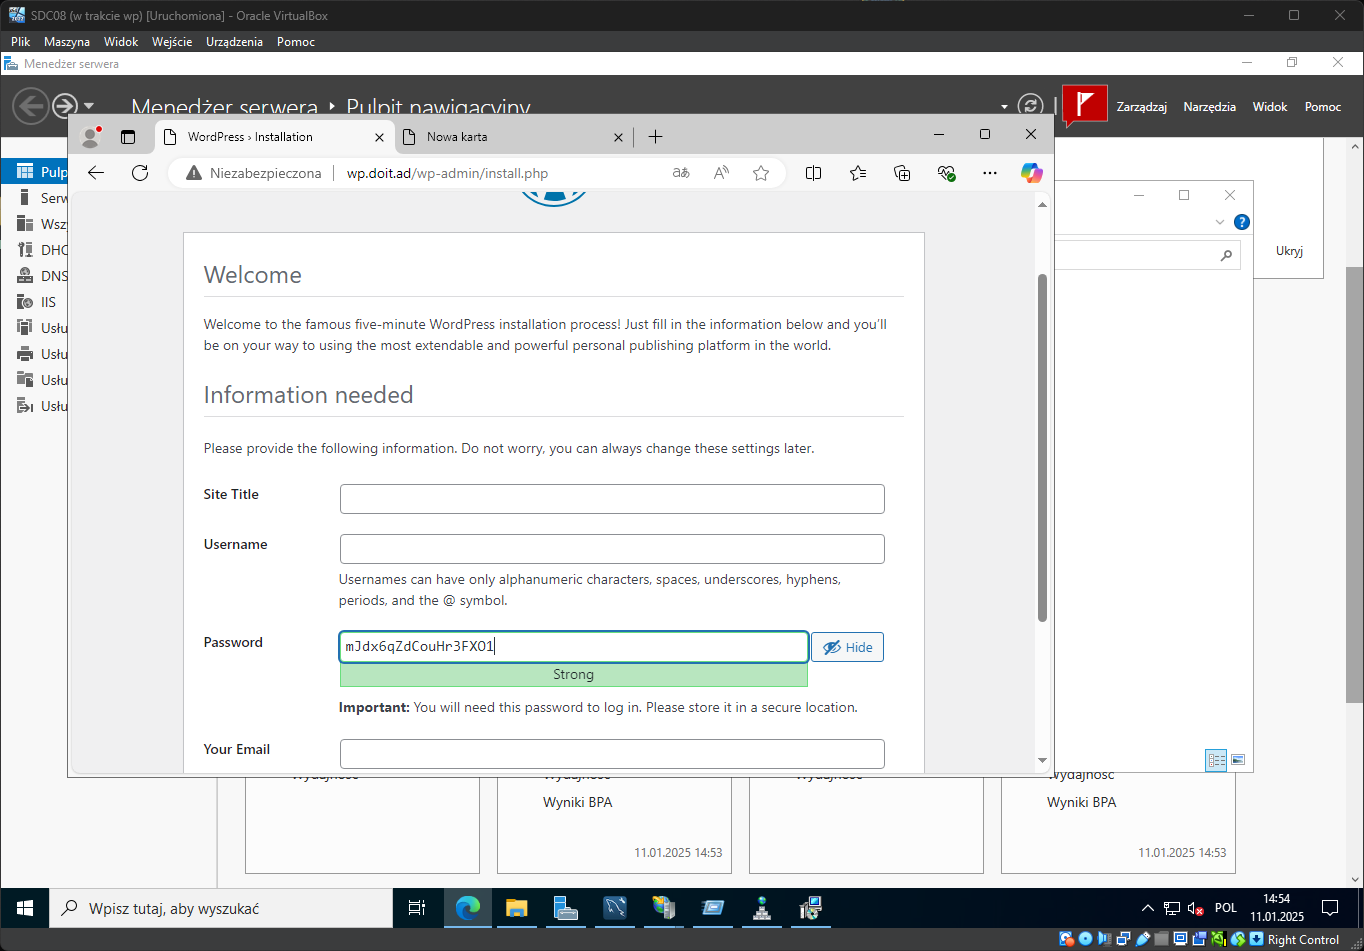 SDC08 (w trakcie wp) [Uruchomiona] - Oracle VirtualBox
Plik Maszyna Widok Wejście Urządzenia Pomoc
Menedżer serwera
Menedżer serwera ‣ Pulpit nawigacyjny
Zarządzaj Narzędzia Widok Pomoc
WordPress › Installation
Nowa karta
Niezabezpieczona
wp.doit.ad/wp-admin/install.php
Pulp
Serw
Wszy
DHC
DNS
IIS
Usłu
Usłu
Usłu
Usłu
Ukryj
Welcome
Welcome to the famous five-minute WordPress installation process! Just fill in the information below and you’ll
be on your way to using the most extendable and powerful personal publishing platform in the world.
Information needed
Please provide the following information. Do not worry, you can always change these settings later.
Site Title
Username
Usernames can have only alphanumeric characters, spaces, underscores, hyphens,
periods, and the @ symbol.
Password
mJdx6qZdCouHr3FXO1
Hide
Strong
Important: You will need this password to log in. Please store it in a secure location.
Your Email
Wydajność Wydajność Wydajność Wydajność
Wyniki BPA Wyniki BPA
11.01.2025 14:53 11.01.2025 14:53
Wpisz tutaj, aby wyszukać
POL
14:54
11.01.2025
Right Control